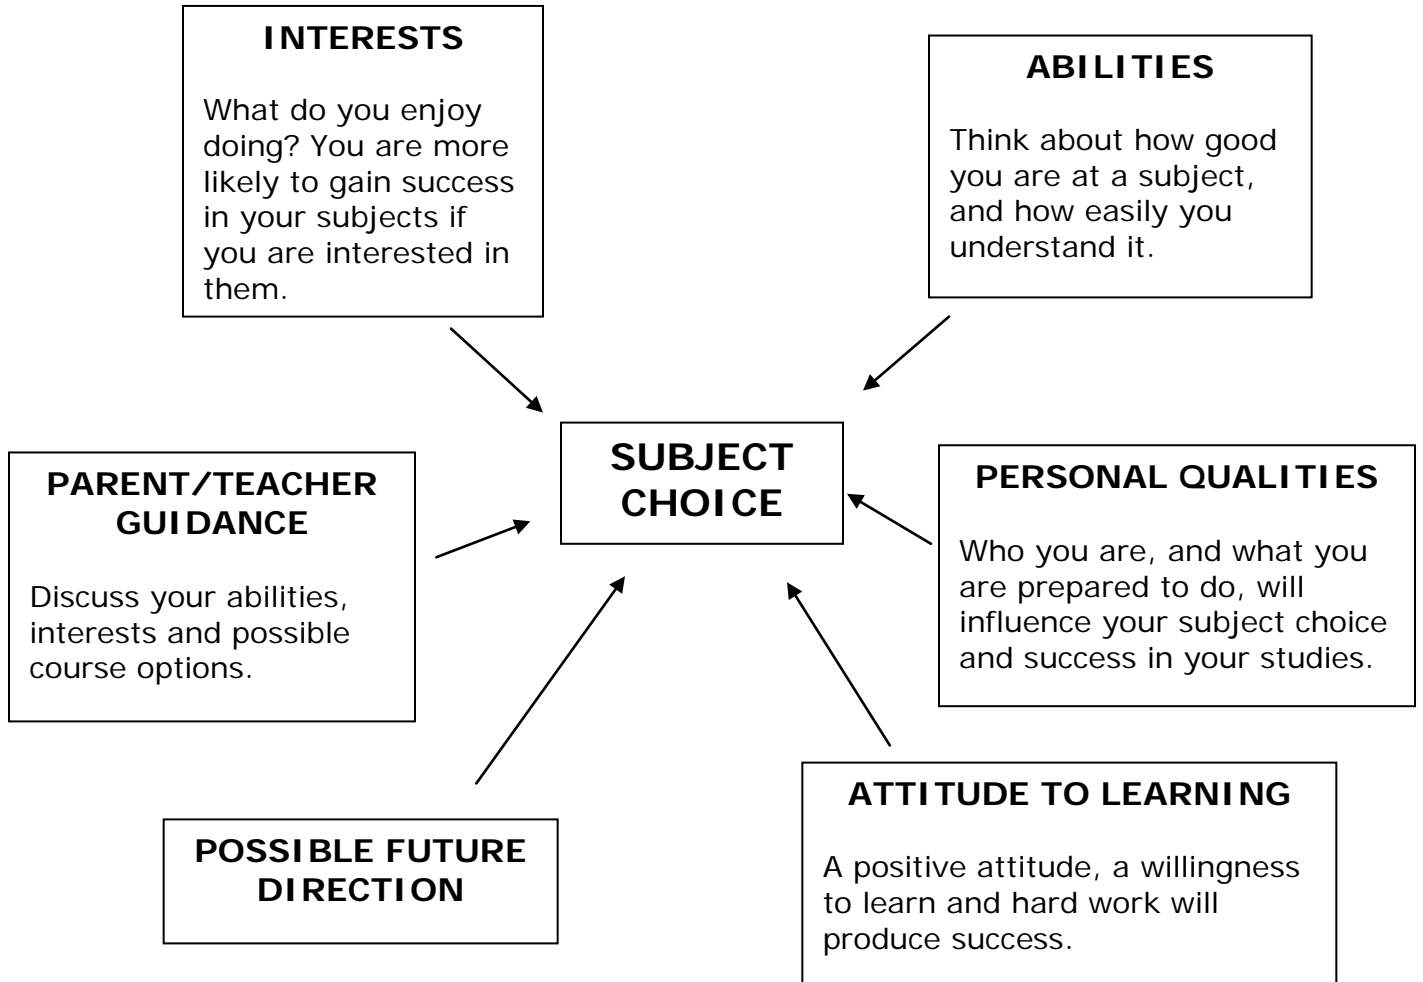 INTERESTS
What do you enjoy
doing? You are more
likely to gain success
in your subjects if
you are interested in
them.
ABILITIES
Think about how good
you are at a subject,
and how easily you
understand it.
SUBJECT
CHOICE
PARENT/TEACHER
GUIDANCE
Discuss your abilities,
interests and possible
course options.
PERSONAL QUALITIES
Who you are, and what you
are prepared to do, will
influence your subject choice
and success in your studies.
POSSIBLE FUTURE
DIRECTION
ATTITUDE TO LEARNING
A positive attitude, a willingness
to learn and hard work will
produce success.